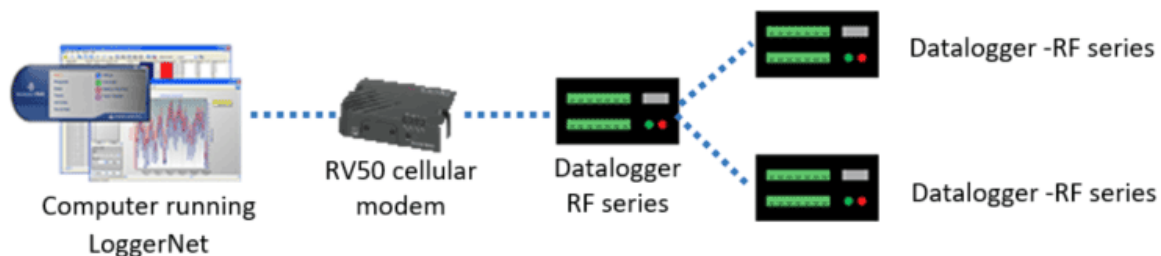 Computer running
LoggerNet
RV50 cellular
modem
Datalogger
RF series
Datalogger -RF series
Datalogger -RF series